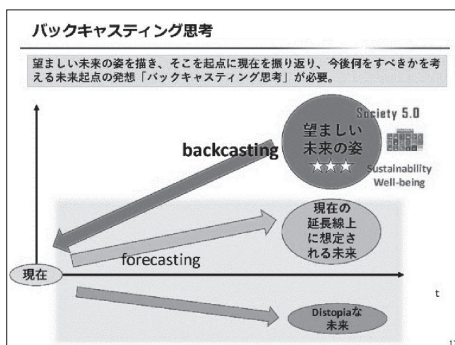 バックキャスティング思考
望ましい未来の姿を描き、そこを起点に現在を振り返り、今後何をすべきかを考
える未来起点の発想「バックキャスティング思考」が必要。
Society 5.0
望ましい
未来の姿
★★★
backcasting
Sustainability
Well-being
現在の
延長線上
に想定さ
れる未来
forecasting
現在
t
Distopiaな
未来